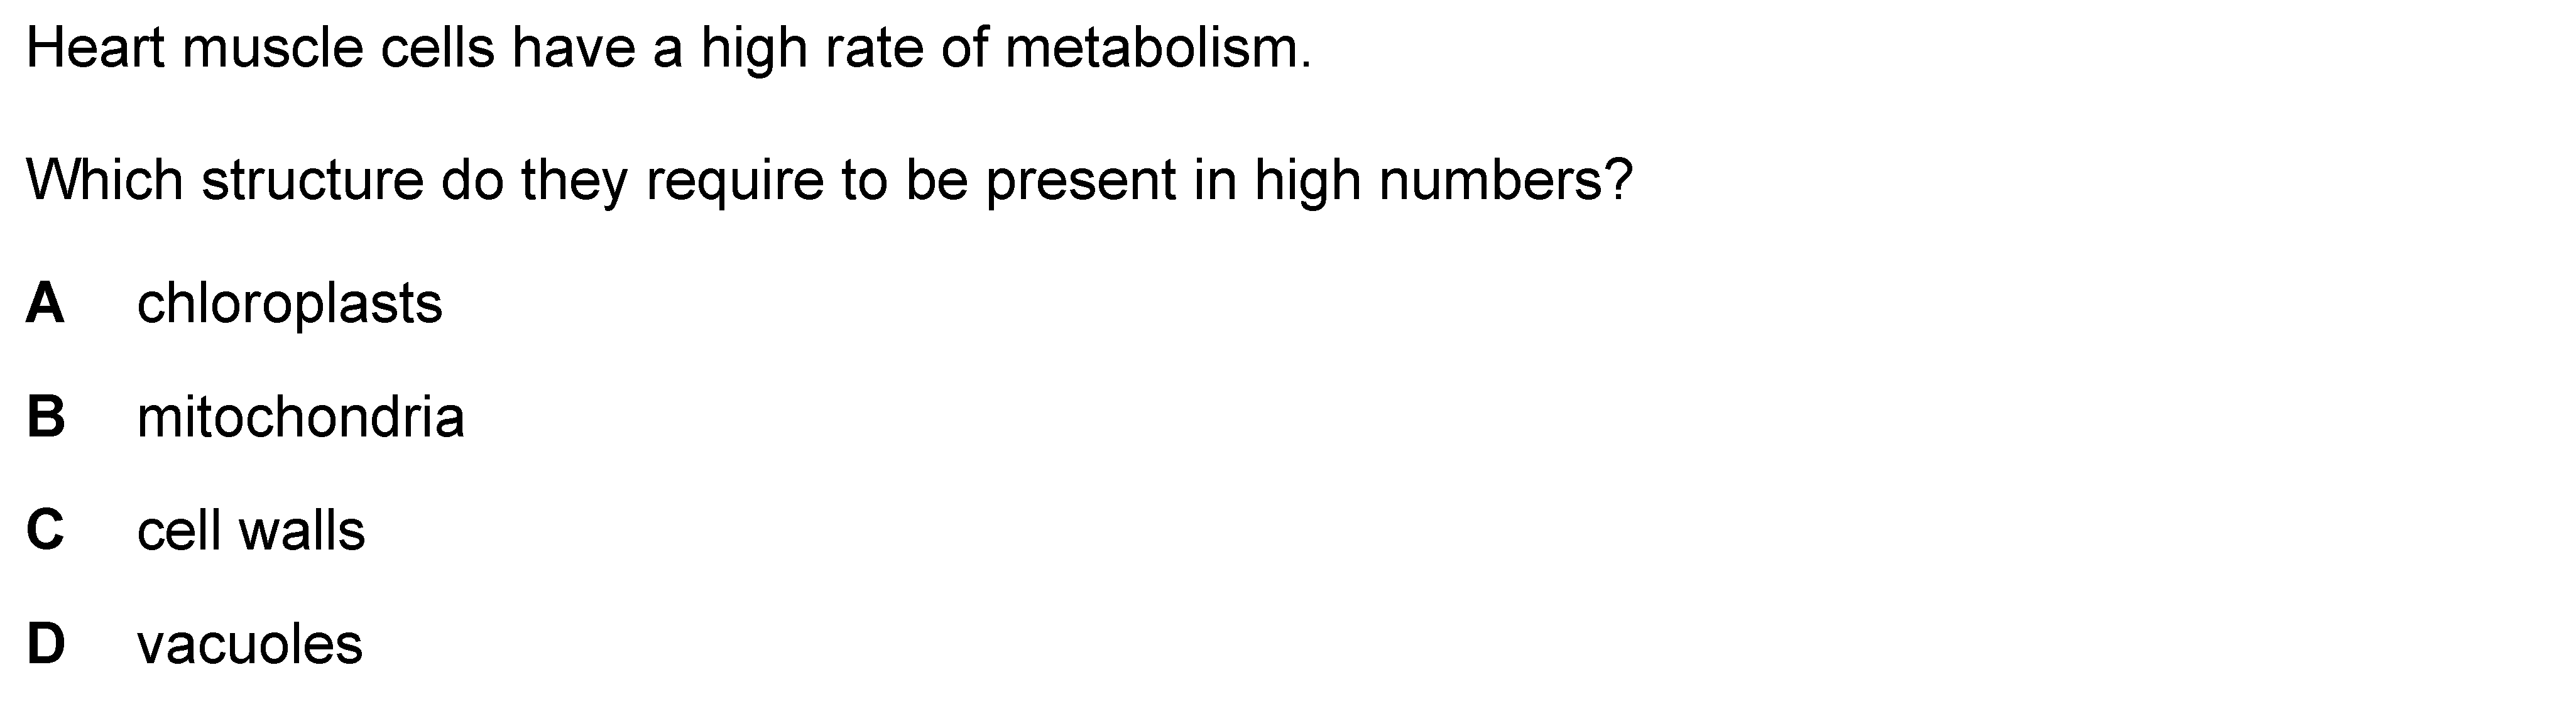 Heart muscle cells have a high rate of metabolism.
Which structure do they require to be present in high numbers?
A chloroplasts
B mitochondria
C cell walls
D vacuoles